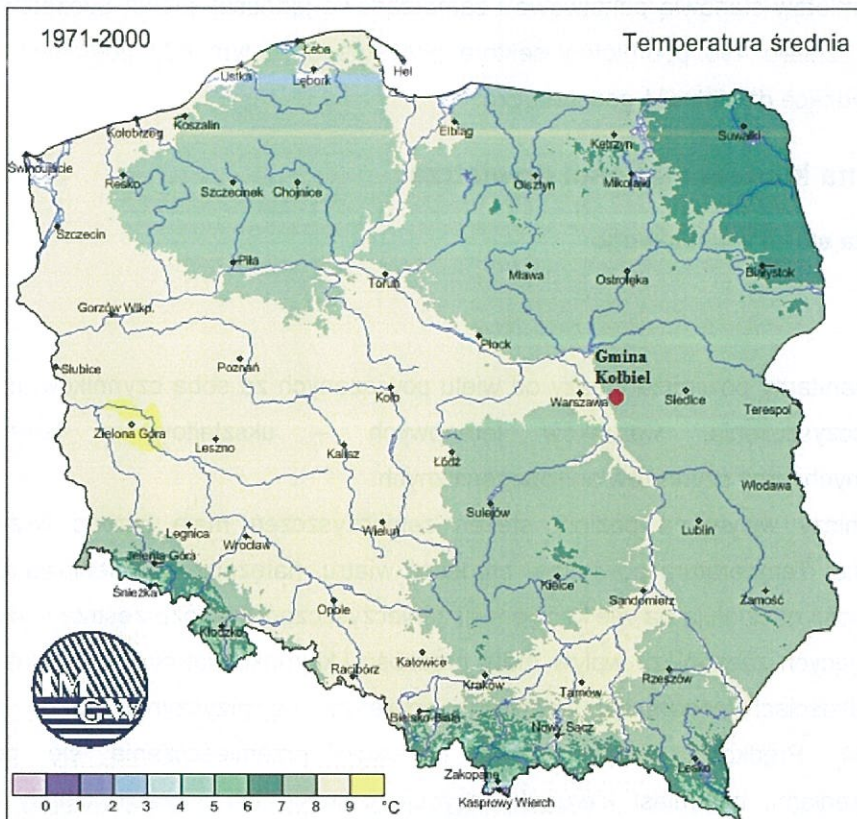 1971-2000
Temperatura średnia
Łeba
Ustka
Lębork
Hel
Kołobrzeg
Koszalin
Elbląg
Kętrzyn
Suwałki
Świnoujście
Resko
Szczecinek
Chojnice
Olsztyn
Mikołajki
Szczecin
Piła
Toruń
Mława
Ostrołęka
Białystok
Gorzów Wlkp.
Płock
Gmina
Kołbiel
Słubice
Poznań
Koło
Warszawa
Siedlce
Terespol
Zielona Góra
Leszno
Kalisz
Łódź
Włodawa
Sulejów
Legnica
Wrocław
Wieluń
Lublin
Jelenia Góra
Śnieżka
Kielce
Sandomierz
Zamość
Opole
Kłodzko
Racibórz
Katowice
Kraków
Tarnów
Rzeszów
Bielsko-Biała
Nowy Sącz
Lesko
Zakopane
Kasprowy Wierch
IM
GW
0 1 2 3 4 5 6 7 8 9 °C